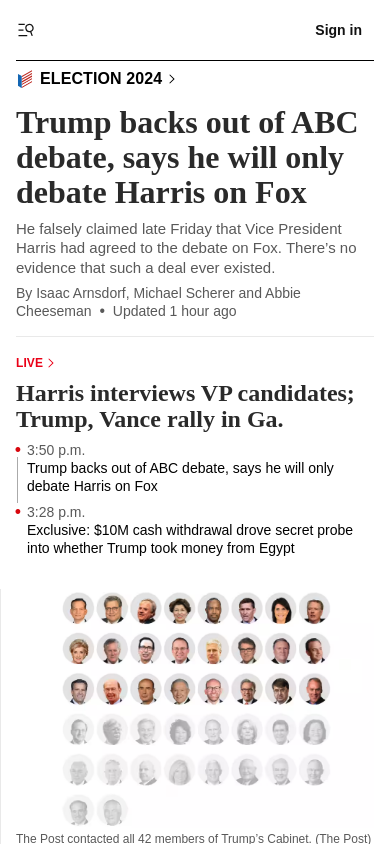 Sign in
ELECTION 2024
Trump backs out of ABC
debate, says he will only
debate Harris on Fox
He falsely claimed late Friday that Vice President
Harris had agreed to the debate on Fox. There’s no
evidence that such a deal ever existed.
By Isaac Arnsdorf, Michael Scherer and Abbie
Cheeseman • Updated 1 hour ago
LIVE
Harris interviews VP candidates;
Trump, Vance rally in Ga.
3:50 p.m.
Trump backs out of ABC debate, says he will only
debate Harris on Fox
3:28 p.m.
Exclusive: $10M cash withdrawal drove secret probe
into whether Trump took money from Egypt
The Post contacted all 42 members of Trump’s Cabinet. (The Post)